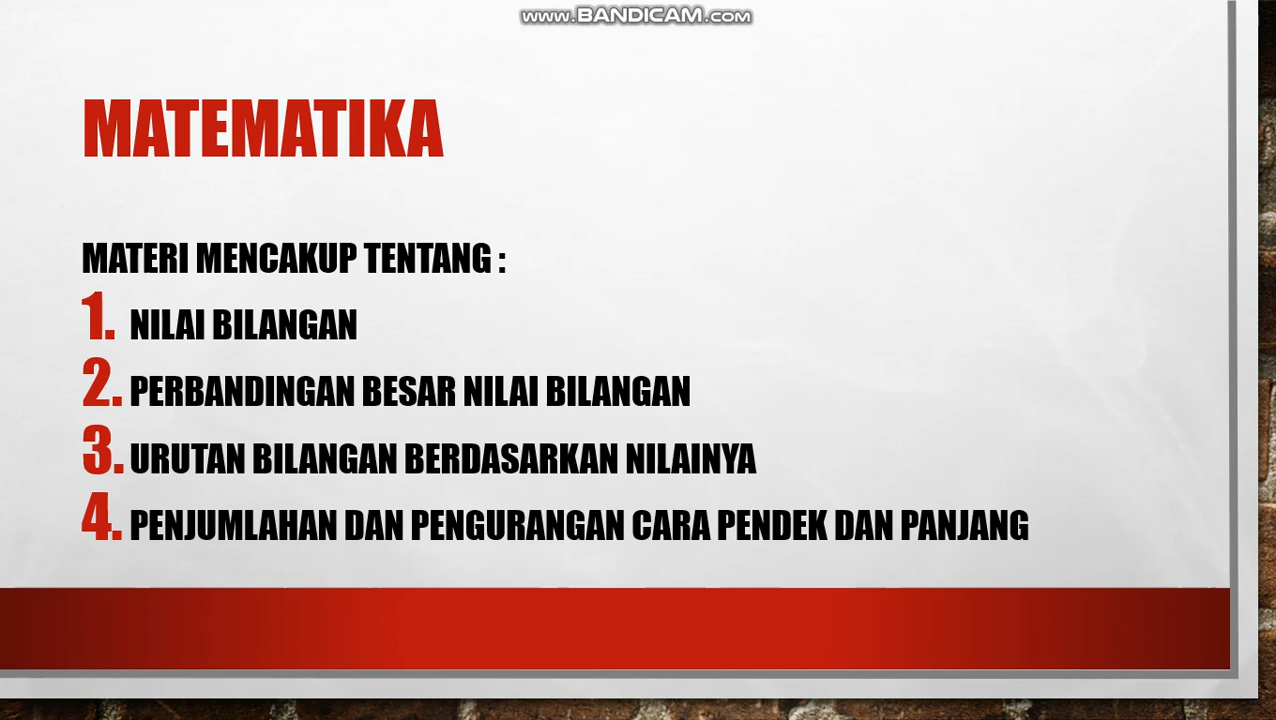 www.BANDICAM.com
MATEMATIKA
MATERI MENCAKUP TENTANG :
1. NILAI BILANGAN
2. PERBANDINGAN BESAR NILAI BILANGAN
3. URUTAN BILANGAN BERDASARKAN NILAINYA
4. PENJUMLAHAN DAN PENGURANGAN CARA PENDEK DAN PANJANG